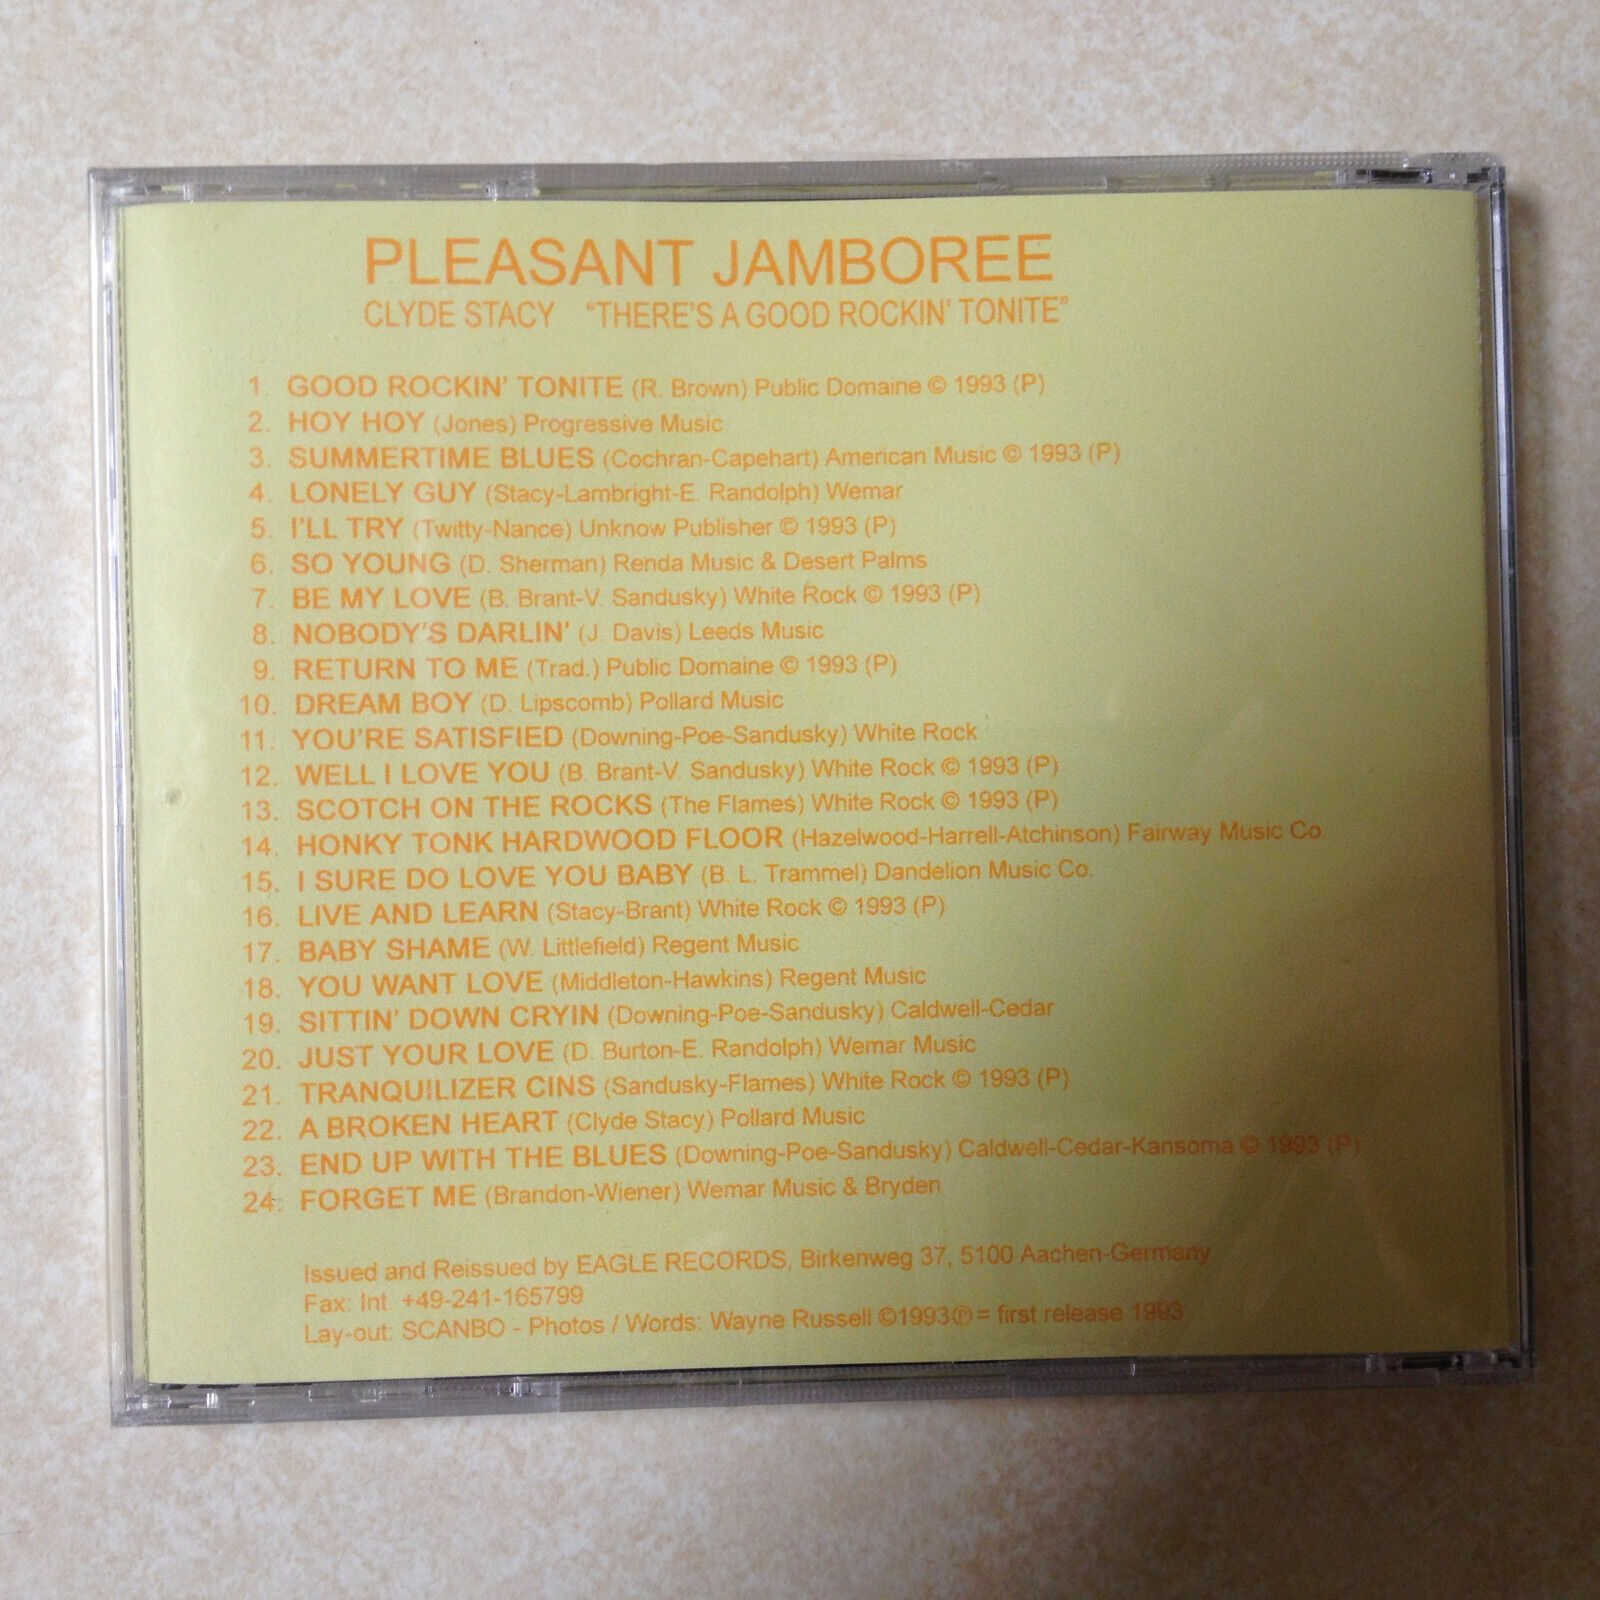 PLEASANT JAMBOREE
CLYDE STACY "THERE'S A GOOD ROCKIN' TONITE"
1. GOOD ROCKIN' TONITE (R. Brown) Public Domaine © 1993 (P)
2. HOY HOY (Jones) Progressive Music
3. SUMMERTIME BLUES (Cochran-Capehart) American Music © 1993 (P)
4. LONELY GUY (Stacy-Lambright-E. Randolph) Wemar
5. I'LL TRY (Twitty-Nance) Unknow Publisher © 1993 (P)
6. SO YOUNG (D. Sherman) Renda Music & Desert Palms
7. BE MY LOVE (B. Brant-V. Sandusky) White Rock © 1993 (P)
8. NOBODY'S DARLIN' (J. Davis) Leeds Music
9. RETURN TO ME (Trad.) Public Domaine © 1993 (P)
10. DREAM BOY (D. Lipscomb) Pollard Music
11. YOU'RE SATISFIED (Downing-Poe-Sandusky) White Rock
12. WELL I LOVE YOU (B. Brant-V. Sandusky) White Rock © 1993 (P)
13. SCOTCH ON THE ROCKS (The Flames) White Rock © 1993 (P)
14. HONKY TONK HARDWOOD FLOOR (Hazelwood-Harrell-Atchinson) Fairway Music Co.
15. I SURE DO LOVE YOU BABY (B. L. Trammel) Dandelion Music Co.
16. LIVE AND LEARN (Stacy-Brant) White Rock © 1993 (P)
17. BABY SHAME (W. Littlefield) Regent Music
18. YOU WANT LOVE (Middleton-Hawkins) Regent Music
19. SITTIN' DOWN CRYIN (Downing-Poe-Sandusky) Caldwell-Cedar
20. JUST YOUR LOVE (D. Burton-E. Randolph) Wemar Music
21. TRANQUILIZER CINS (Sandusky-Flames) White Rock © 1993 (P)
22. A BROKEN HEART (Clyde Stacy) Pollard Music
23. END UP WITH THE BLUES (Downing-Poe-Sandusky) Caldwell-Cedar-Kansoma © 1993 (P)
24. FORGET ME (Brandon-Wiener) Wemar Music & Bryden
Issued and Reissued by EAGLE RECORDS, Birkenweg 37, 5100 Aachen-Germany
Fax: Int. +49-241-165799
Lay-out: SCANBO - Photos / Words: Wayne Russell ©1993℗ = first release 1993